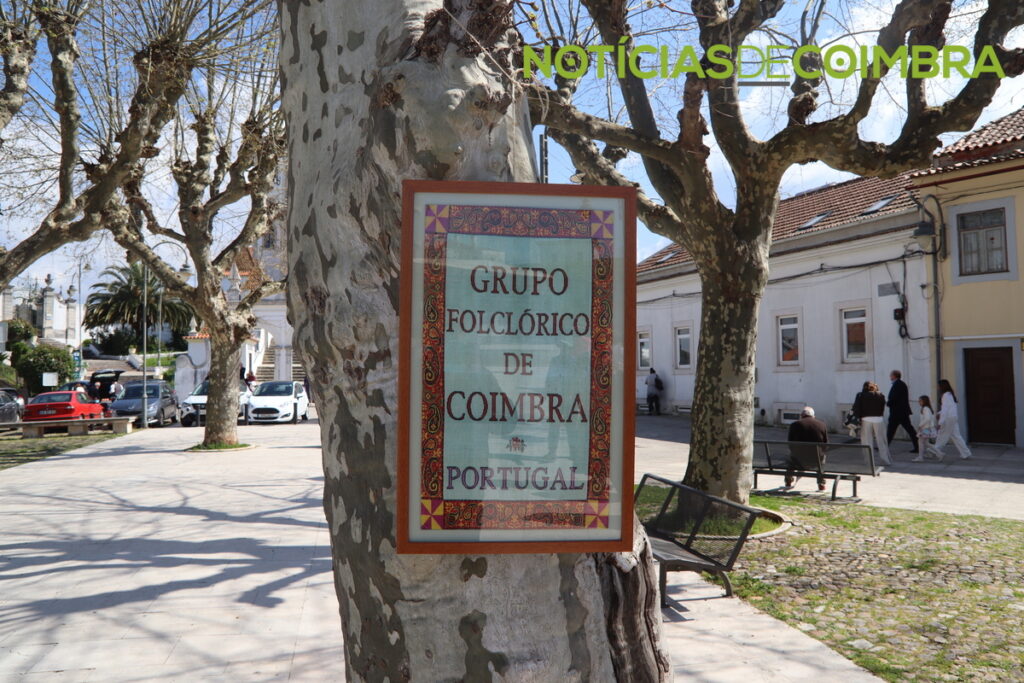 NOTÍCIASDECOIMBRA
GRUPO
FOLCLÓRICO
DE
COIMBRA
PORTUGAL